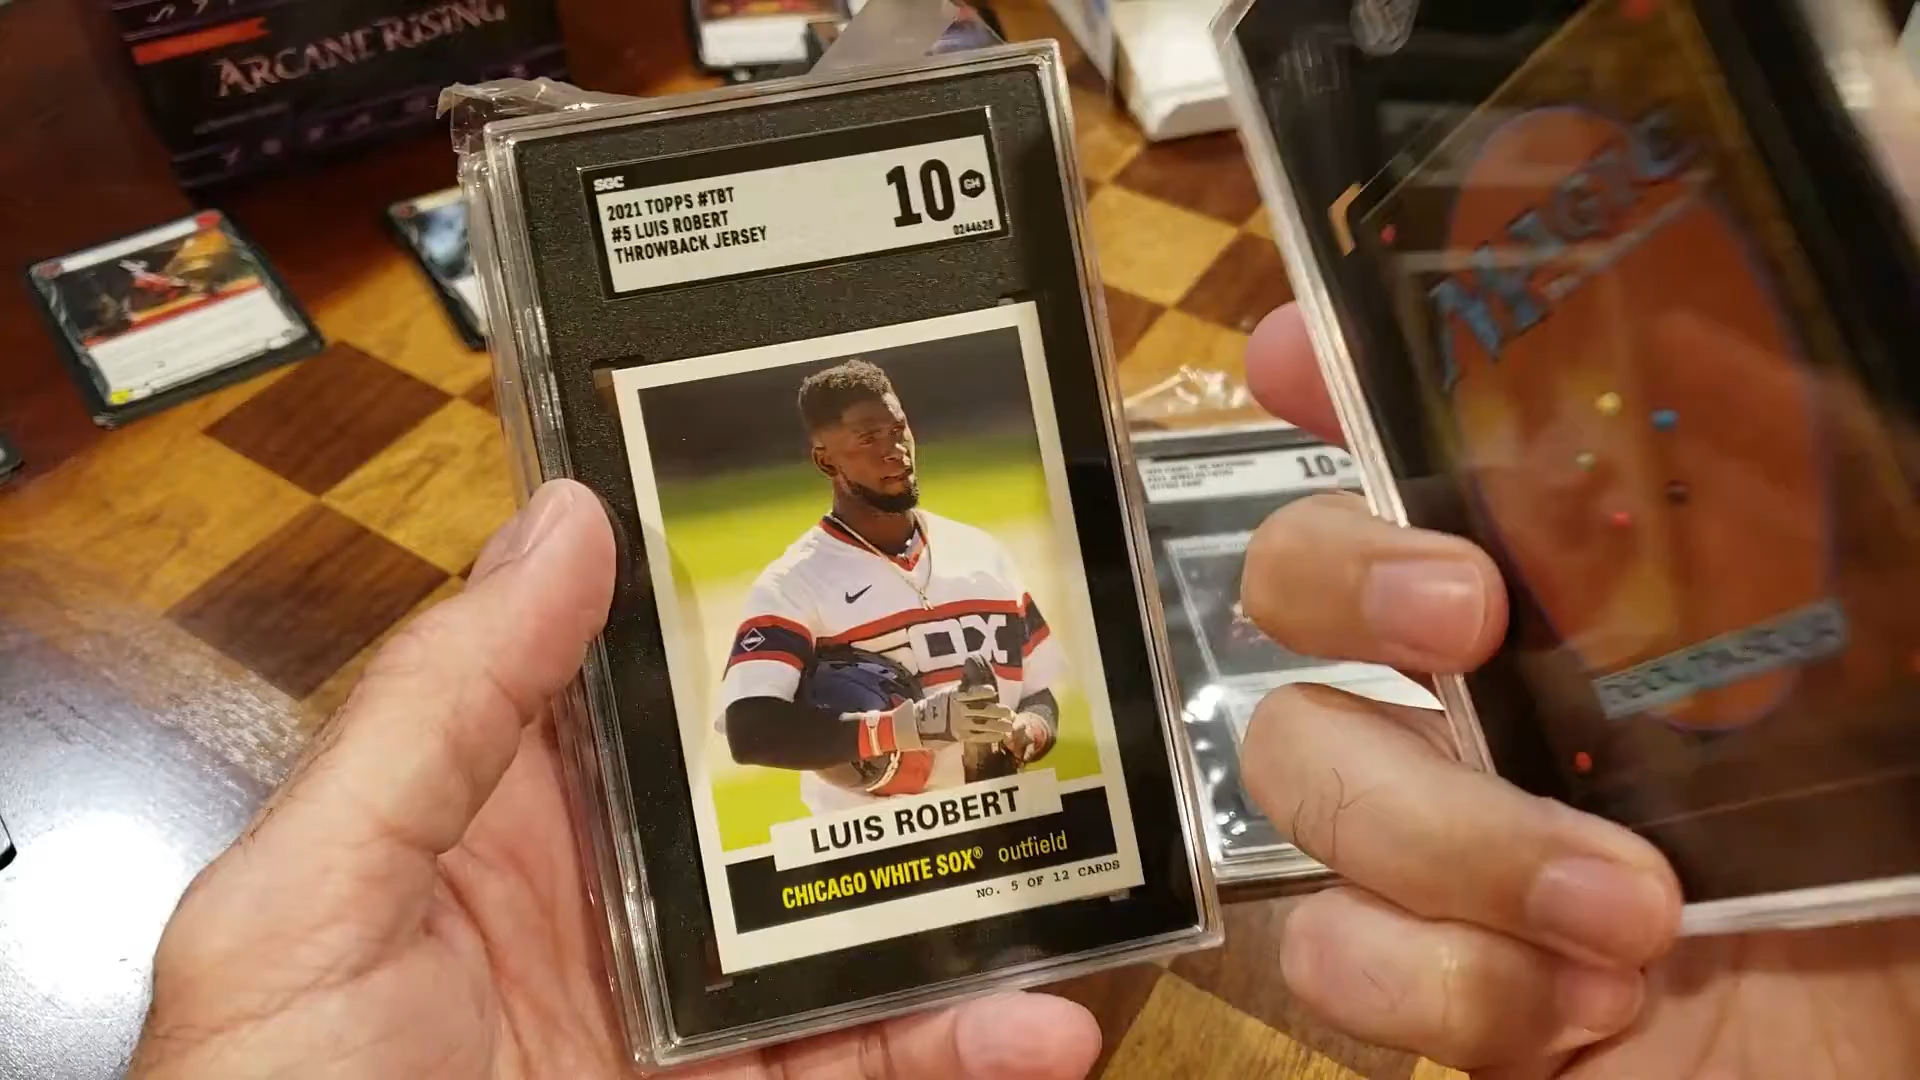 ARCANE RISING
SGC
2021 TOPPS #TBT
#5 LUIS ROBERT
THROWBACK JERSEY
10
GM
0244628
SOX
LUIS ROBERT
CHICAGO WHITE SOX® outfield
NO. 5 OF 12 CARDS
MAGIC
DECKMASTER
10